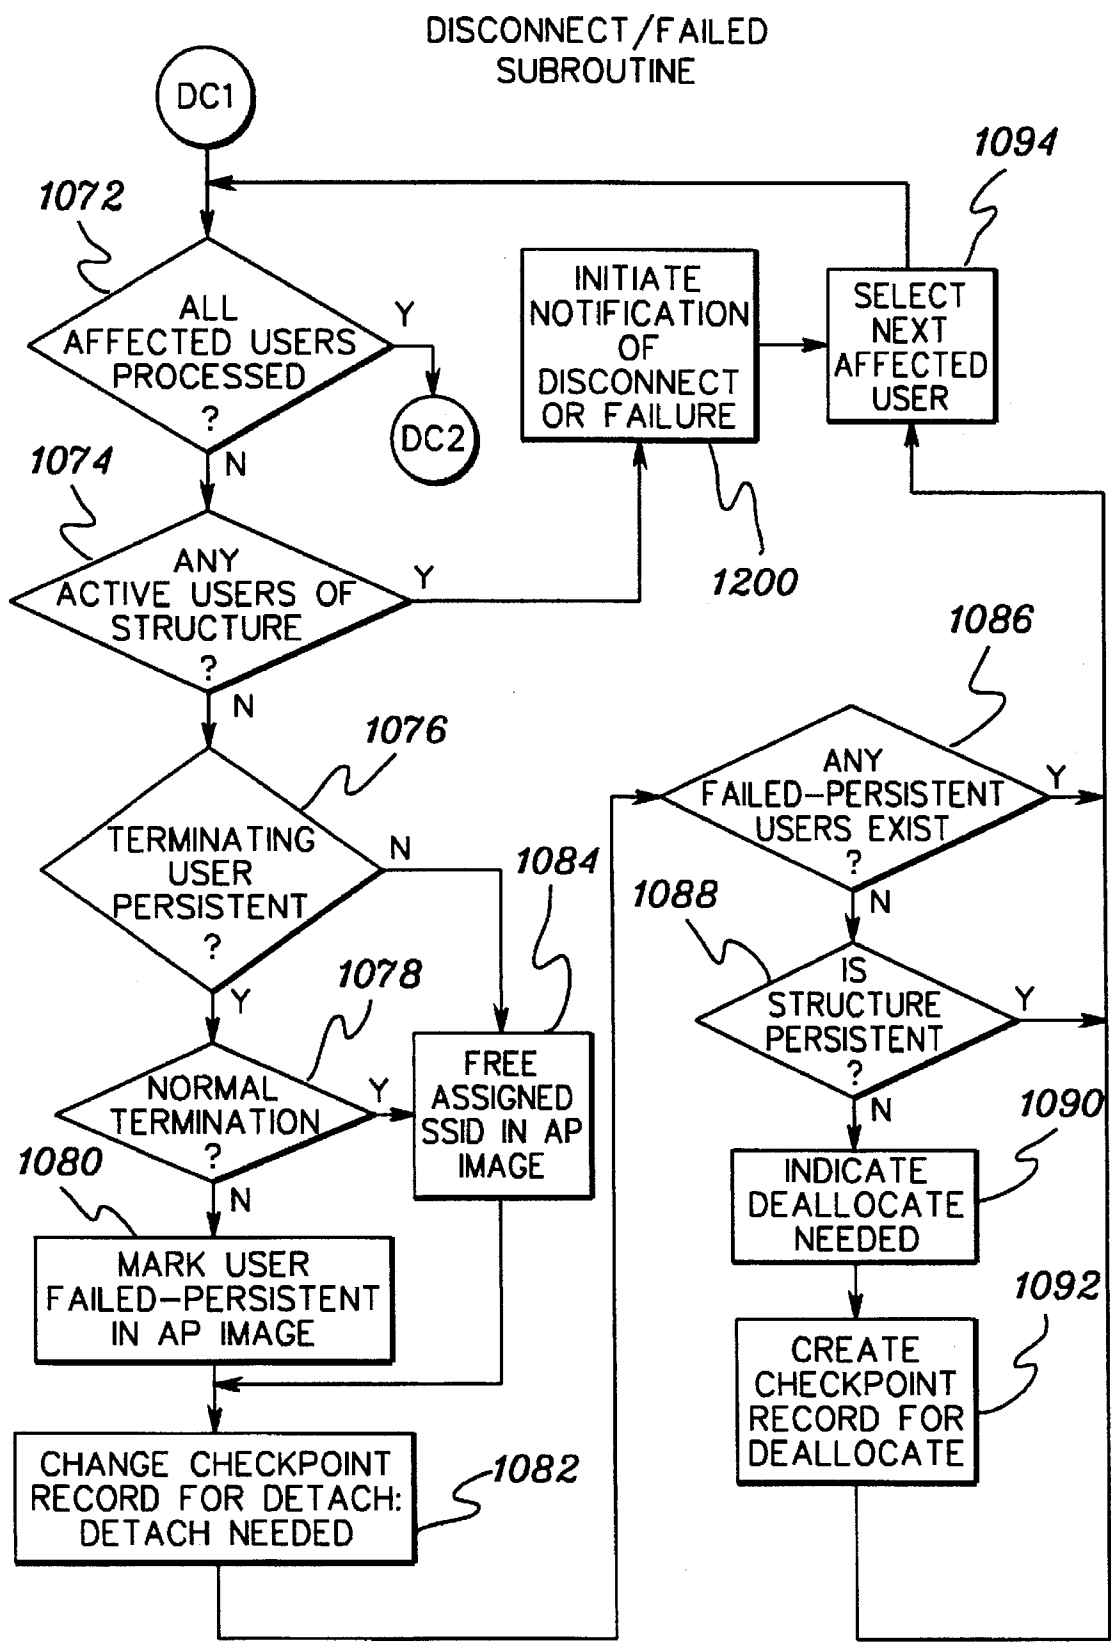 DISCONNECT/FAILED
SUBROUTINE
DC1
1094
1072
ALL
AFFECTED USERS
PROCESSED
?
Y
N
DC2
INITIATE
NOTIFICATION
OF
DISCONNECT
OR FAILURE
1200
SELECT
NEXT
AFFECTED
USER
1074
ANY
ACTIVE USERS OF
STRUCTURE
?
Y
N
1076
TERMINATING
USER
PERSISTENT
?
N
Y
1084
FREE
ASSIGNED
SSID IN AP
IMAGE
1078
NORMAL
TERMINATION
?
Y
N
1080
MARK USER
FAILED-PERSISTENT
IN AP IMAGE
CHANGE CHECKPOINT
RECORD FOR DETACH:
DETACH NEEDED
1082
1086
ANY
FAILED-PERSISTENT
USERS EXIST
?
Y
N
1088
IS
STRUCTURE
PERSISTENT
?
Y
N
1090
INDICATE
DEALLOCATE
NEEDED
1092
CREATE
CHECKPOINT
RECORD FOR
DEALLOCATE